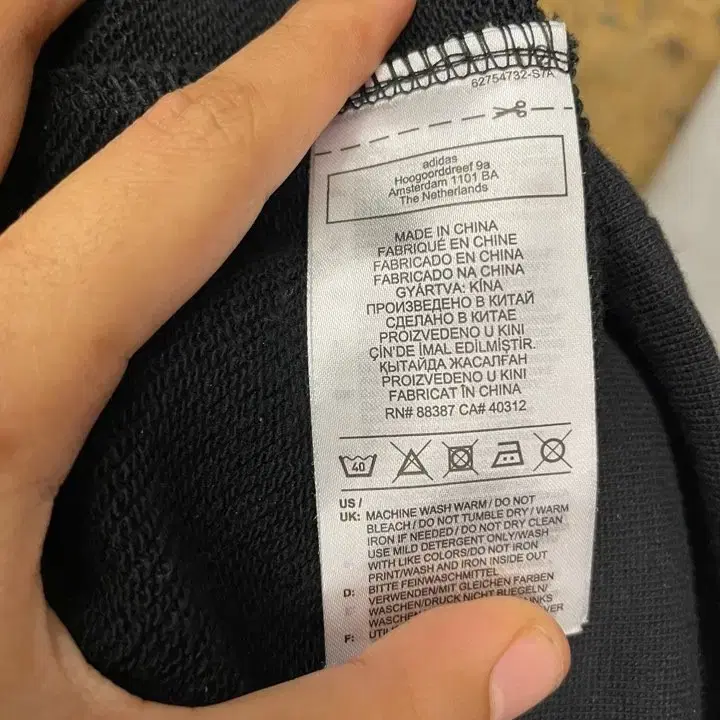 62754732-S7A
adidas
Hoogoorddreef 9a
Amsterdam 1101 BA
The Netherlands
MADE IN CHINA
FABRIQUÉ EN CHINE
FABRICADO EN CHINA
FABRICADO NA CHINA
GYÁRTVA: KÍNA
ПРОИЗВЕДЕНО В КИТАЙ
СДЕЛАНО В КИТАЕ
PROIZVEDENO U KINI
ÇİN'DE İMAL EDİLMİŞTİR.
ҚЫТАЙДА ЖАСАЛҒАН
PROIZVEDENO U KINI
FABRICAT ÎN CHINA
RN# 88387 CA# 40312
40
US /
UK: MACHINE WASH WARM / DO NOT
BLEACH / DO NOT TUMBLE DRY / WARM
IRON IF NEEDED / DO NOT DRY CLEAN
USE MILD DETERGENT ONLY/WASH
WITH LIKE COLORS/DO NOT IRON
PRINT/WASH AND IRON INSIDE OUT
D: BITTE FEINWASCHMITTEL
VERWENDEN/MIT GLEICHEN FARBEN
WASCHEN/DRUCK NICHT BUEGELN/
F: